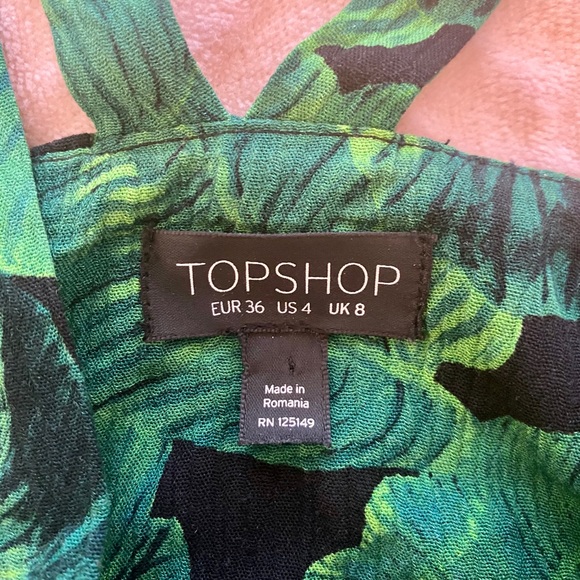 TOPSHOP
EUR 36 US 4 UK 8
Made in
Romania
RN 125149